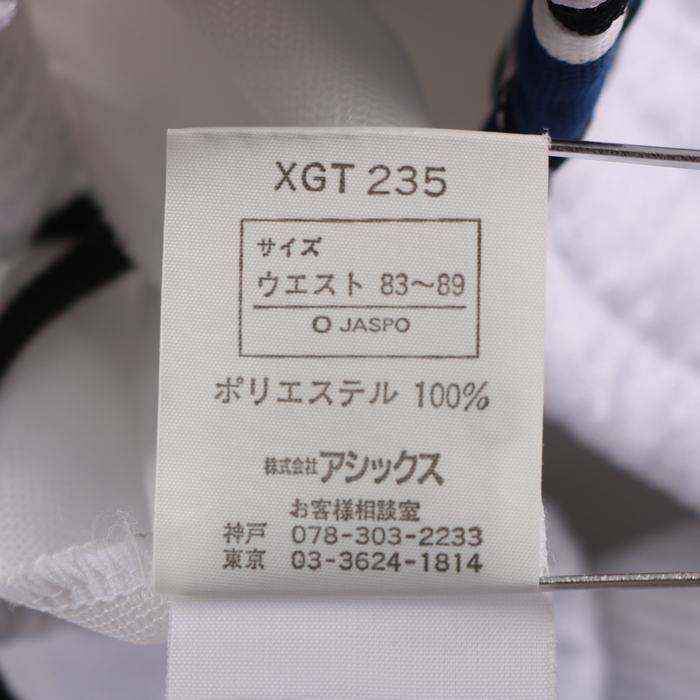 XGT 235
サイズ
ウエスト 83〜89
O JASPO
ポリエステル 100%
株式会社アシックス
お客様相談室
神戸 078-303-2233
東京 03-3624-1814